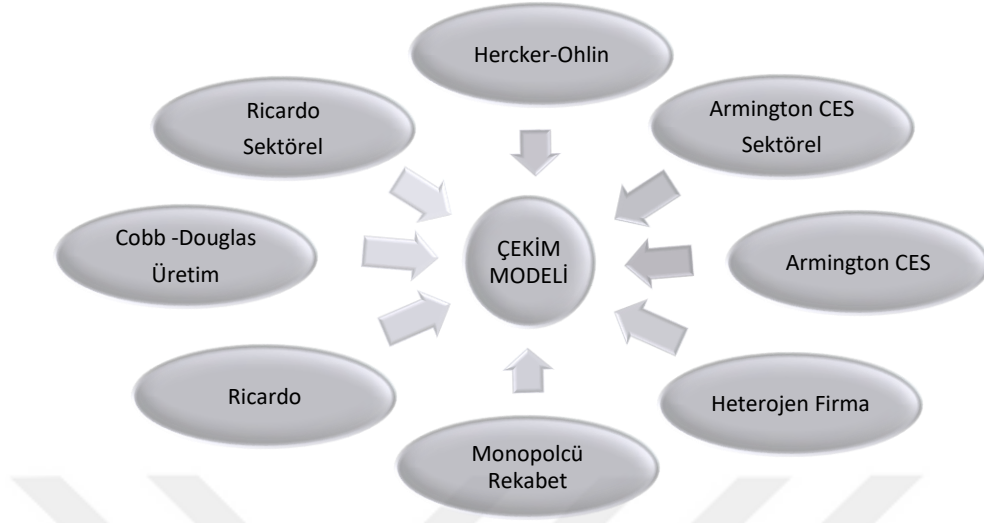 Hercker-Ohlin
Ricardo
Sektörel
Armington CES
Sektörel
Cobb -Douglas
Üretim
ÇEKİM
MODELİ
Armington CES
Ricardo
Heterojen Firma
Monopolcü
Rekabet